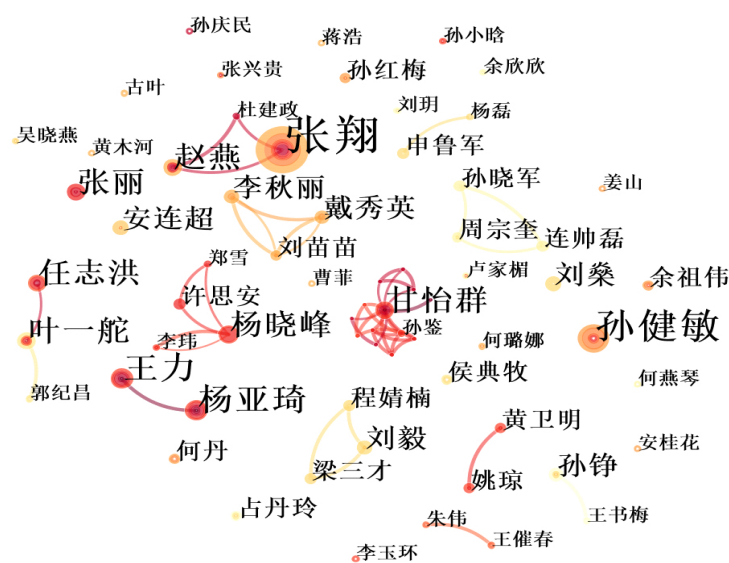 孙庆民
蒋浩
孙小晗
张兴贵
孙红梅
余欣欣
古叶
刘玥
杨磊
杜建政
张翔
吴晓燕
黄木河
赵燕
申鲁军
张丽
李秋丽
孙晓军
姜山
安连超
戴秀英
周宗奎
连帅磊
刘苗苗
郑雪
任志洪
曹菲
卢家楣
刘燊
余祖伟
许思安
甘怡群
叶一舵
杨晓峰
孙鉴
孙健敏
李玮
何璐娜
王力
侯典牧
何燕琴
郭纪昌
杨亚琦
程婧楠
黄卫明
刘毅
安桂花
何丹
梁三才
姚琼
孙铮
占丹玲
朱伟
王书梅
王催春
李玉环